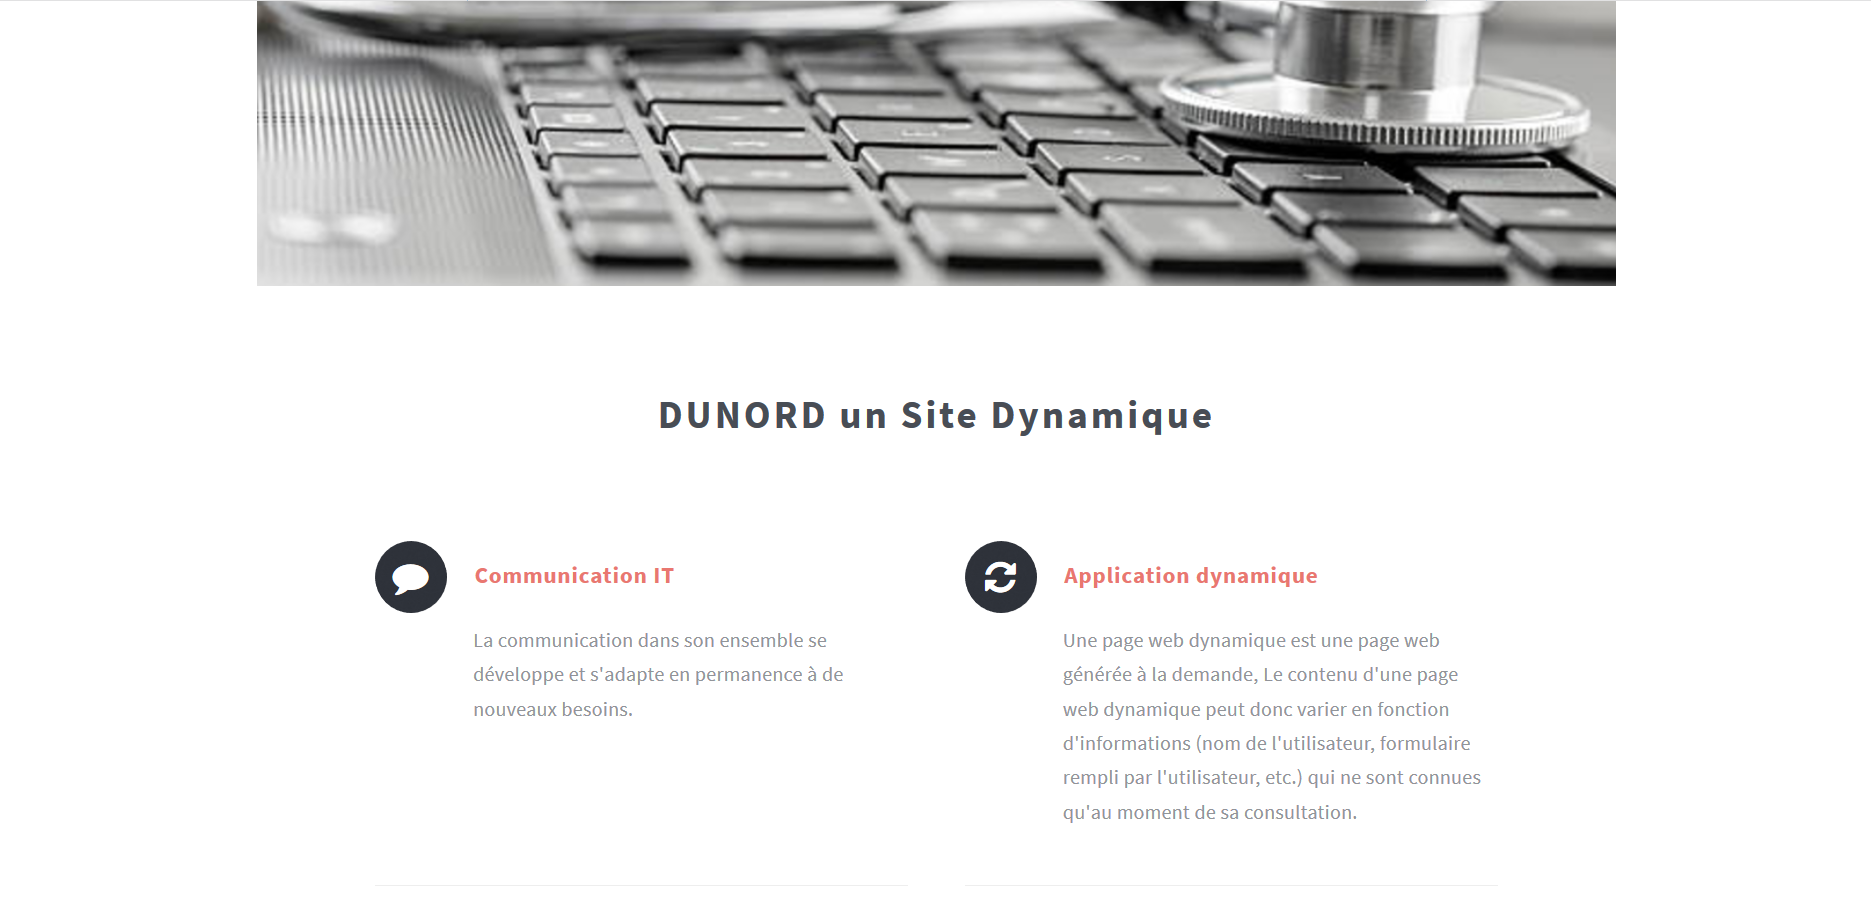 DUNORD un Site Dynamique
Communication IT
La communication dans son ensemble se
développe et s'adapte en permanence à de
nouveaux besoins.
Application dynamique
Une page web dynamique est une page web
générée à la demande, Le contenu d'une page
web dynamique peut donc varier en fonction
d'informations (nom de l'utilisateur, formulaire
rempli par l'utilisateur, etc.) qui ne sont connues
qu'au moment de sa consultation.